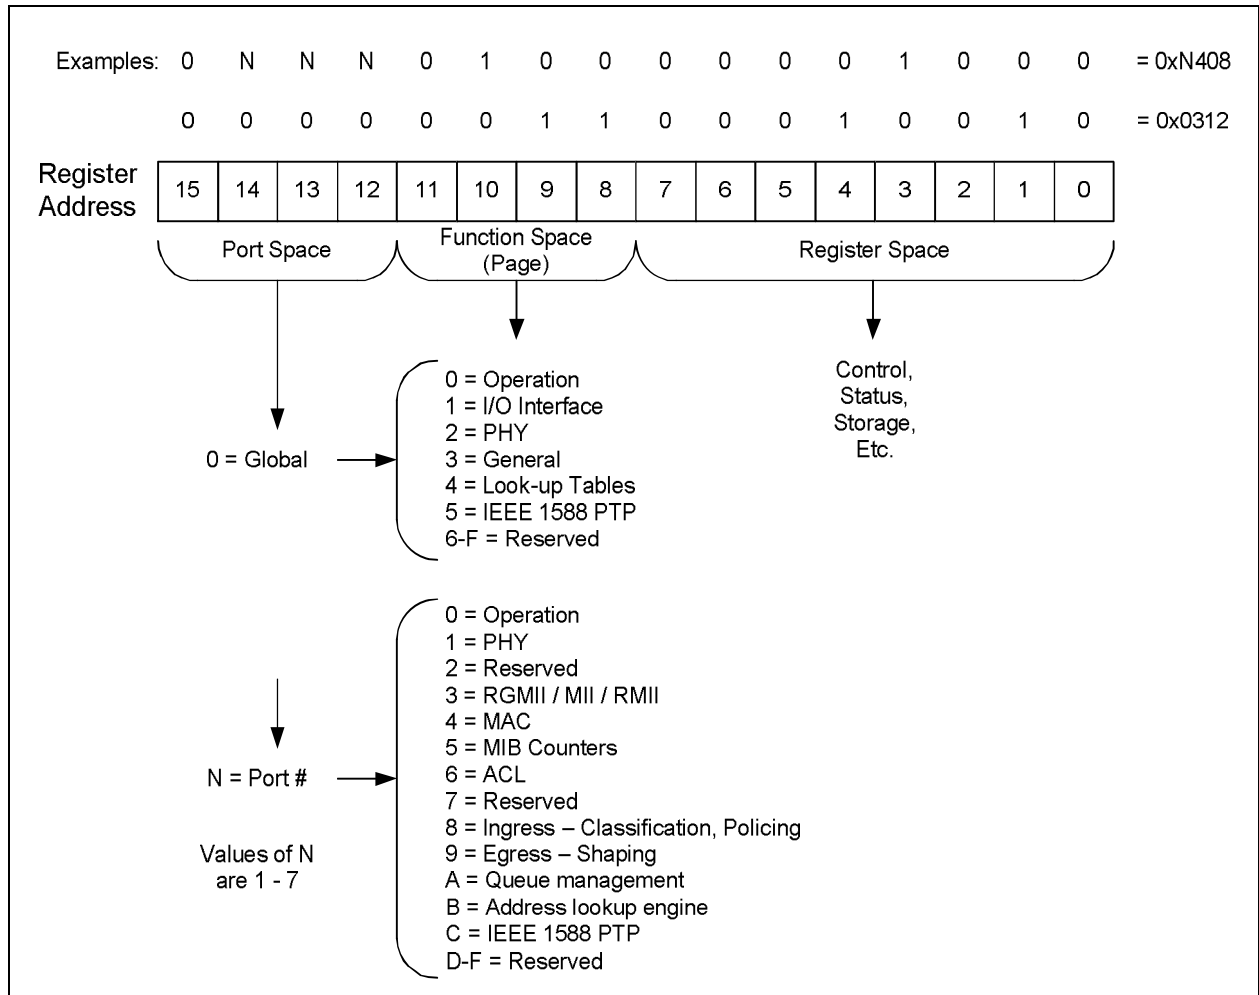 Examples: 0 N N N 0 1 0 0 0 0 0 0 1 0 0 0 = 0xN408
0 0 0 0 0 0 1 1 0 0 0 1 0 0 1 0 = 0x0312
Register Address
15 14 13 12 11 10 9 8 7 6 5 4 3 2 1 0
Port Space
Function Space
(Page)
Register Space
0 = Global
0 = Operation
1 = I/O Interface
2 = PHY
3 = General
4 = Look-up Tables
5 = IEEE 1588 PTP
6-F = Reserved
Control,
Status,
Storage,
Etc.
N = Port #
Values of N
are 1 - 7
0 = Operation
1 = PHY
2 = Reserved
3 = RGMII / MII / RMII
4 = MAC
5 = MIB Counters
6 = ACL
7 = Reserved
8 = Ingress – Classification, Policing
9 = Egress – Shaping
A = Queue management
B = Address lookup engine
C = IEEE 1588 PTP
D-F = Reserved